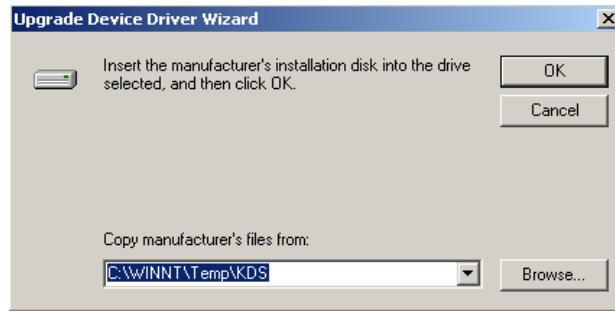 Upgrade Device Driver Wizard
Insert the manufacturer's installation disk into the drive
selected, and then click OK.
OK
Cancel
Copy manufacturer's files from:
C:\WINNT\Temp\KDS
Browse...